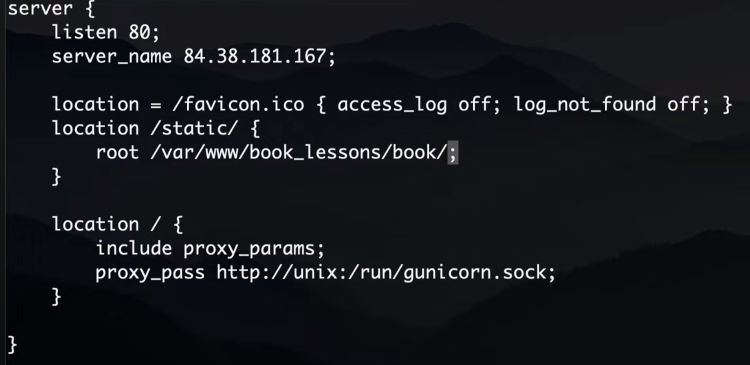 server {
    listen 80;
    server_name 84.38.181.167;

    location = /favicon.ico { access_log off; log_not_found off; }
    location /static/ {
        root /var/www/book_lessons/book/;
    }

    location / {
        include proxy_params;
        proxy_pass http://unix:/run/gunicorn.sock;
    }

}